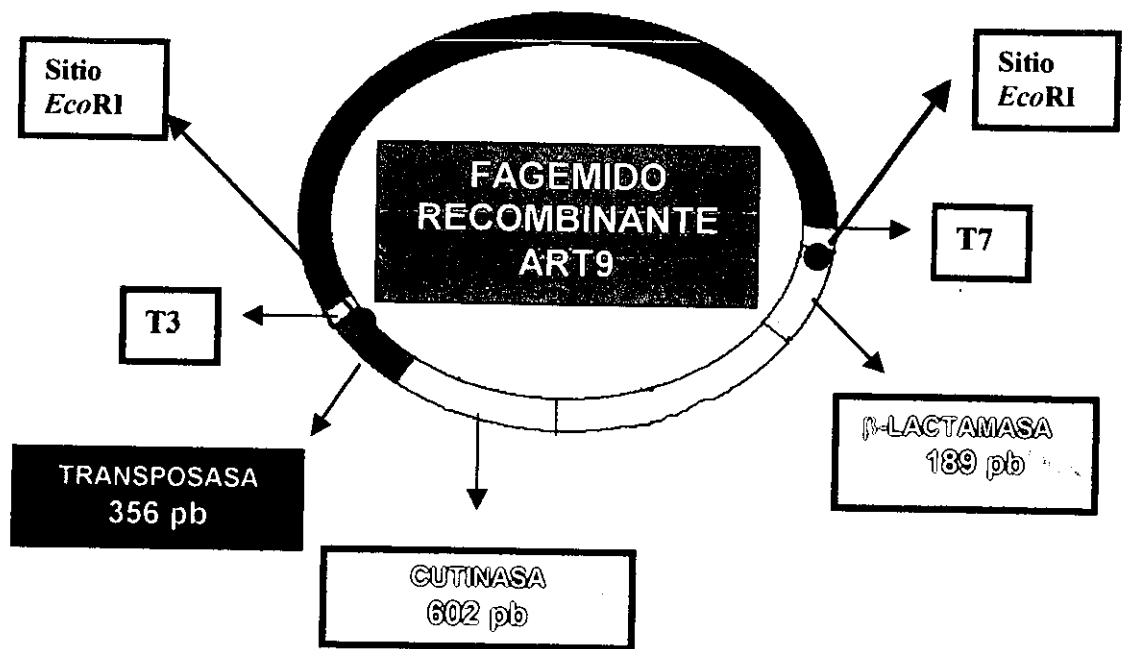 Sitio
EcoRI
Sitio
EcoRI
FAGEMIDO
RECOMBINANTE
ART9
T7
T3
TRANSPOSASA
356 pb
β-LACTAMASA
189 pb
CUTINASA
602 pb